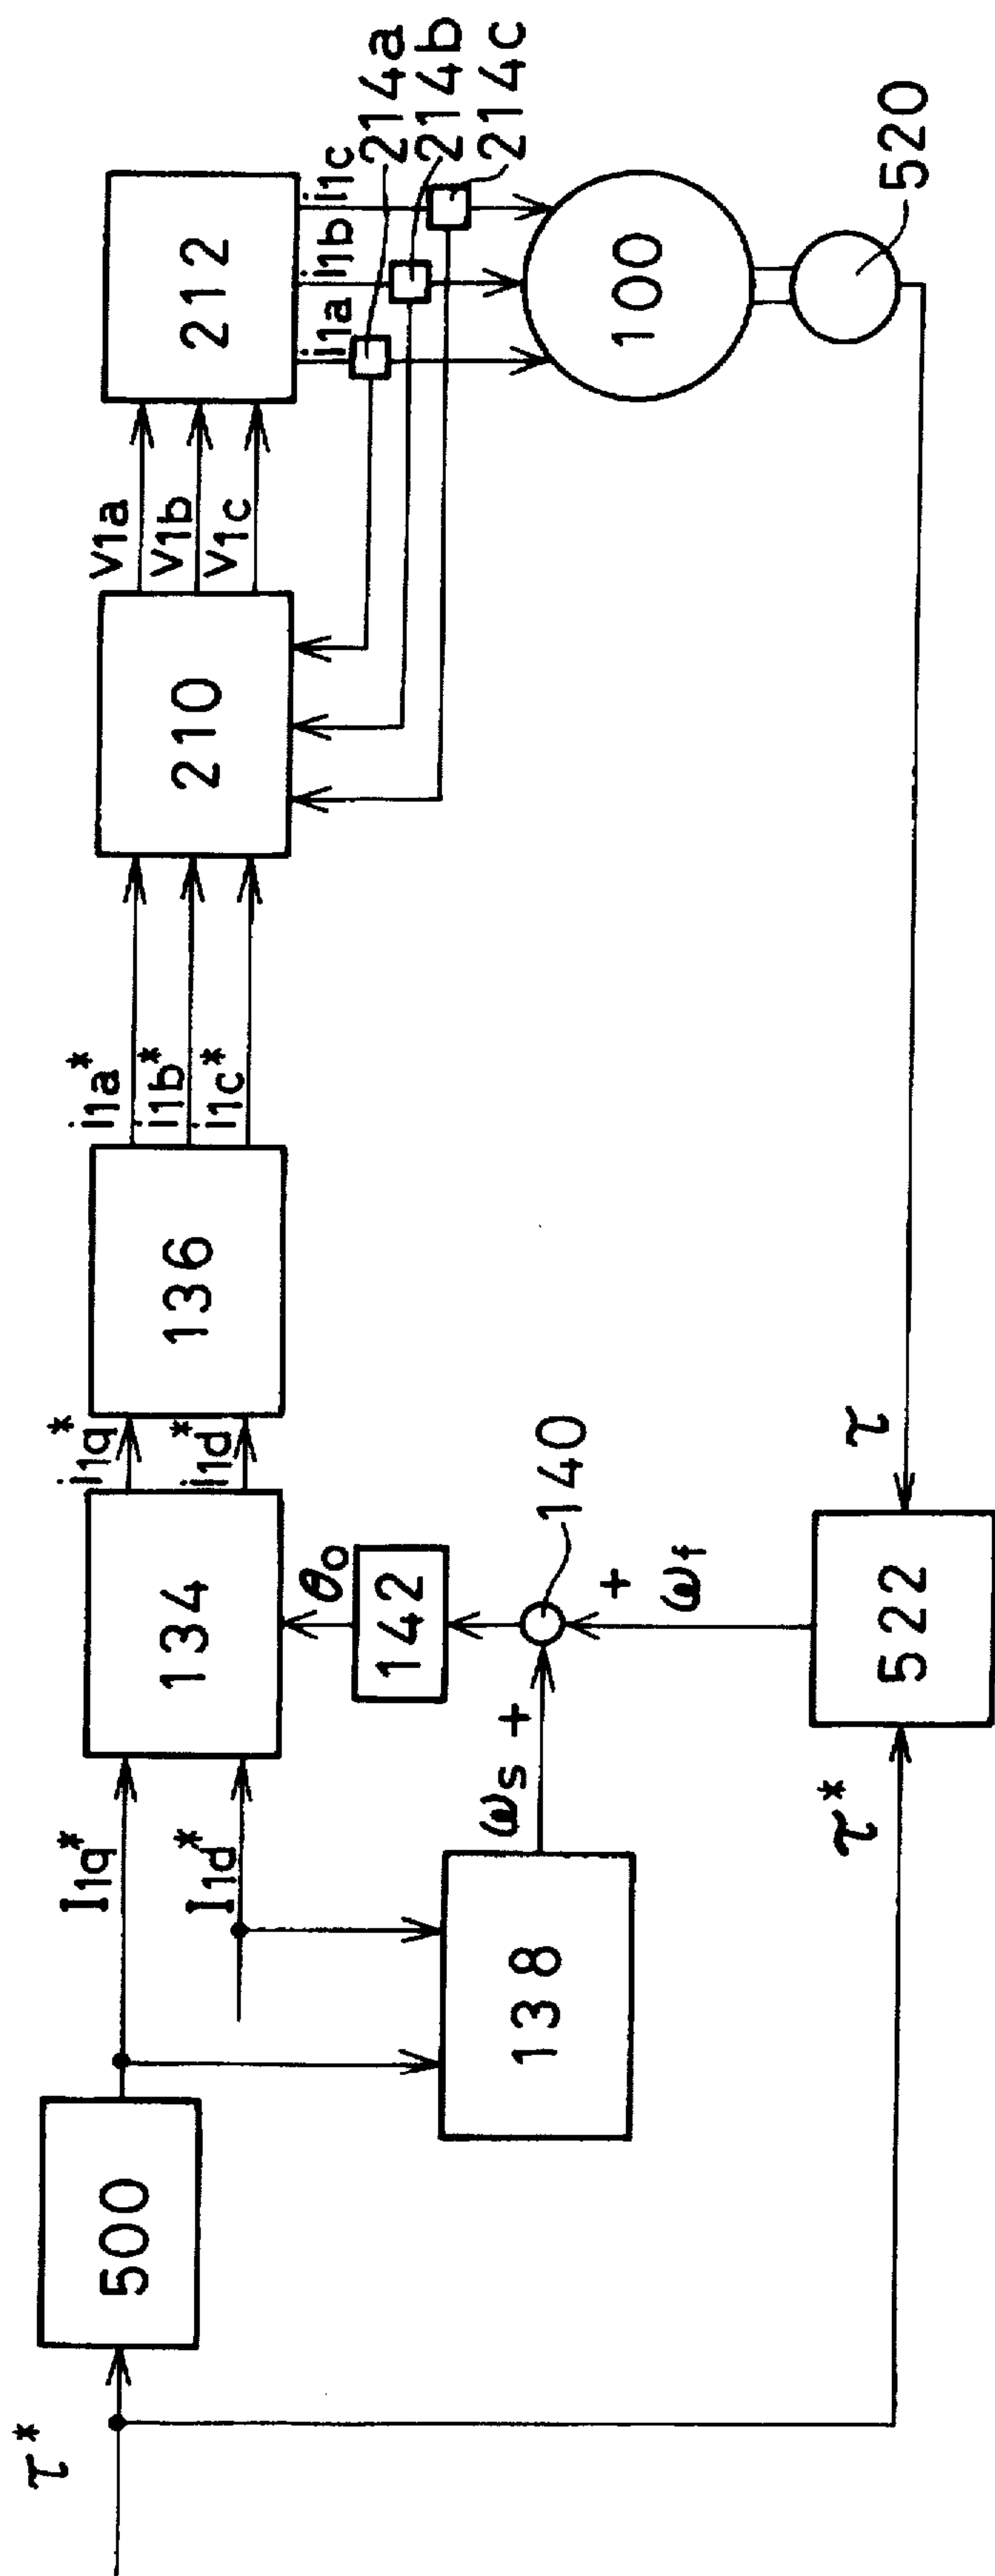 τ*
500
I1q*
I1d*
138
ωs +
134
θ0
142
140
+
ωf
i1q*
i1d*
136
i1a*
i1b*
i1c*
210
v1a
v1b
v1c
212
i1a
i1b
i1c
214a
214b
214c
100
520
τ
522
τ*